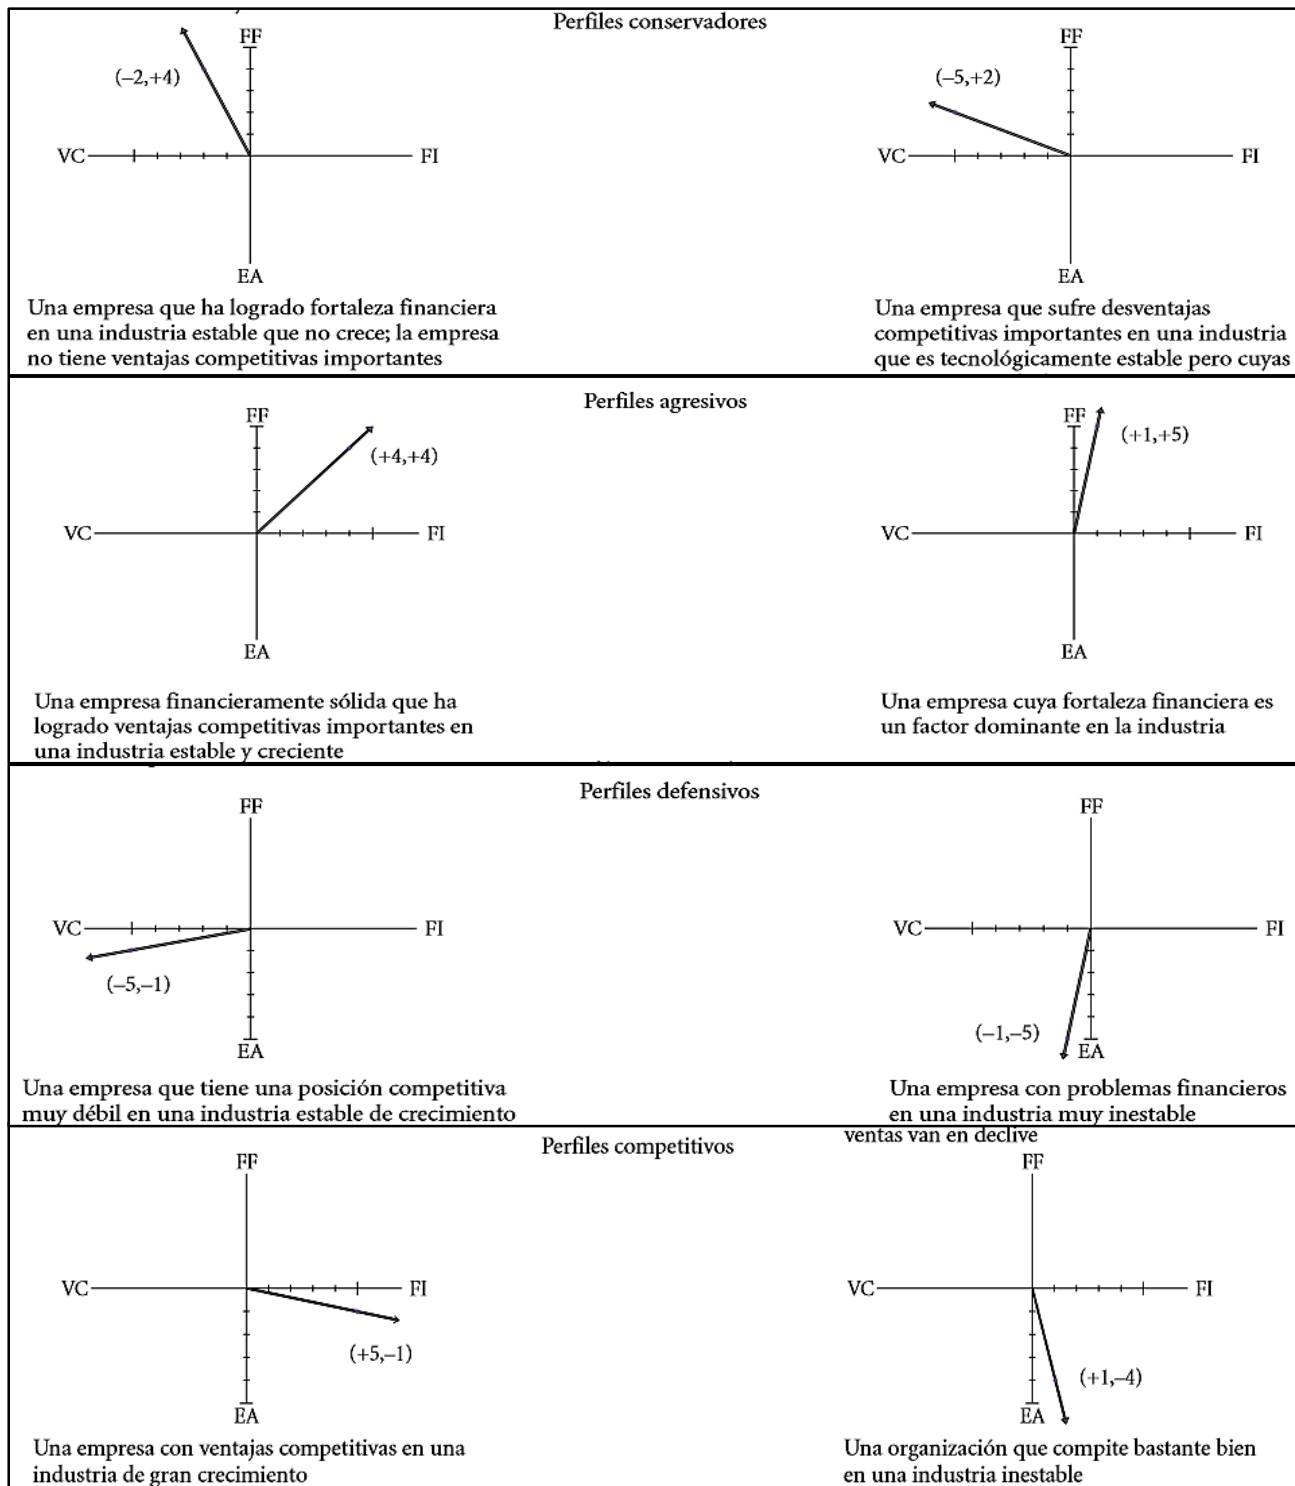 Perfiles conservadores
FF
(–2,+4)
VC
FI
EA
Una empresa que ha logrado fortaleza financiera
en una industria estable que no crece; la empresa
no tiene ventajas competitivas importantes
FF
(–5,+2)
VC
FI
EA
Una empresa que sufre desventajas
competitivas importantes en una industria
que es tecnológicamente estable pero cuyas
Perfiles agresivos
FF
(+4,+4)
VC
FI
EA
Una empresa financieramente sólida que ha
logrado ventajas competitivas importantes en
una industria estable y creciente
FF
(+1,+5)
VC
FI
EA
Una empresa cuya fortaleza financiera es
un factor dominante en la industria
Perfiles defensivos
FF
VC
FI
(–5,–1)
EA
Una empresa que tiene una posición competitiva
muy débil en una industria estable de crecimiento
FF
VC
FI
(–1,–5)
EA
Una empresa con problemas financieros
en una industria muy inestable
ventas van en declive
Perfiles competitivos
FF
VC
FI
(+5,–1)
EA
Una empresa con ventajas competitivas en una
industria de gran crecimiento
FF
VC
FI
(+1,–4)
EA
Una organización que compite bastante bien
en una industria inestable